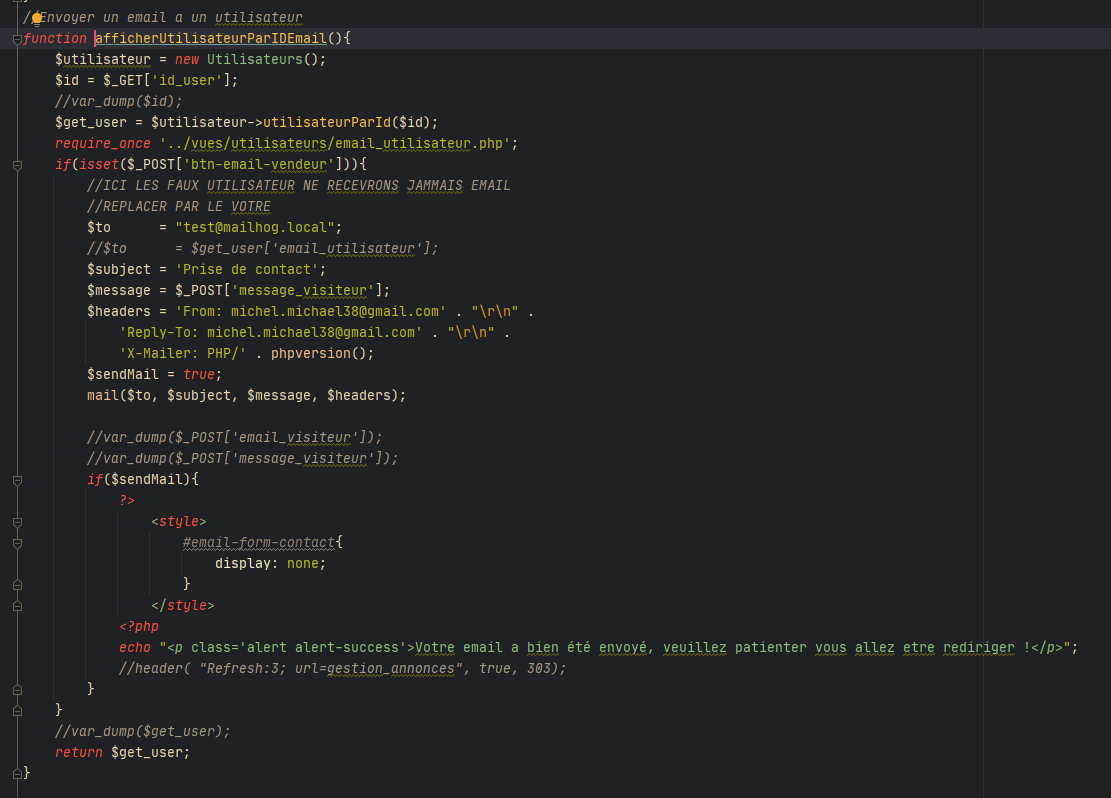 //Envoyer un email a un utilisateur
function afficherUtilisateurParIDEmail(){
    $utilisateur = new Utilisateurs();
    $id = $_GET['id_user'];
    //var_dump($id);
    $get_user = $utilisateur->utilisateurParId($id);
    require_once '../vues/utilisateurs/email_utilisateur.php';
    if(isset($_POST['btn-email-vendeur'])){
        //ICI LES FAUX UTILISATEUR NE RECEVRONS JAMMAIS EMAIL
        //REPLACER PAR LE VOTRE
        $to      = "test@mailhog.local";
        //$to      = $get_user['email_utilisateur'];
        $subject = 'Prise de contact';
        $message = $_POST['message_visiteur'];
        $headers = 'From: michel.michael38@gmail.com' . "\r\n" .
            'Reply-To: michel.michael38@gmail.com' . "\r\n" .
            'X-Mailer: PHP/' . phpversion();
        $sendMail = true;
        mail($to, $subject, $message, $headers);

        //var_dump($_POST['email_visiteur']);
        //var_dump($_POST['message_visiteur']);
        if($sendMail){
            ?>
                <style>
                    #email-form-contact{
                        display: none;
                    }
                </style>
            <?php
            echo "<p class='alert alert-success'>Votre email a bien été envoyé, veuillez patienter vous allez etre rediriger !</p>";
            //header( "Refresh:3; url=gestion_annonces", true, 303);
        }
    }
    //var_dump($get_user);
    return $get_user;
}